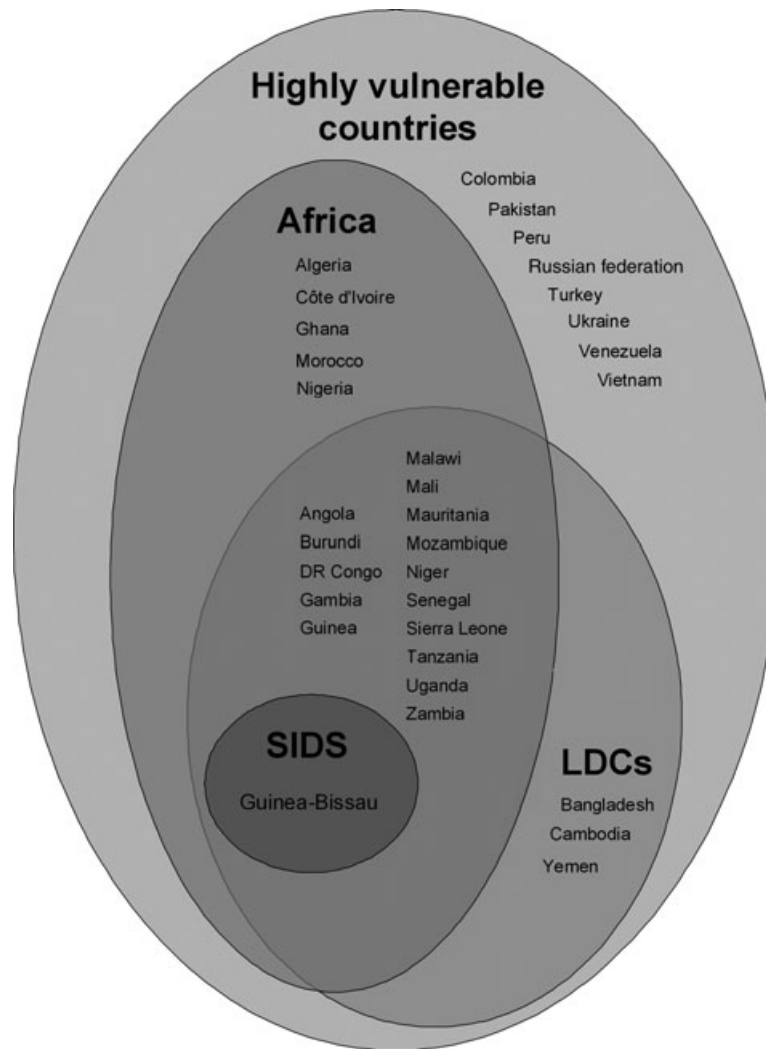 Highly vulnerable
countries
Colombia
Pakistan
Peru
Russian federation
Turkey
Ukraine
Venezuela
Vietnam
Africa
Algeria
Côte d'Ivoire
Ghana
Morocco
Nigeria
Angola
Burundi
DR Congo
Gambia
Guinea
Malawi
Mali
Mauritania
Mozambique
Niger
Senegal
Sierra Leone
Tanzania
Uganda
Zambia
SIDS
Guinea-Bissau
LDCs
Bangladesh
Cambodia
Yemen